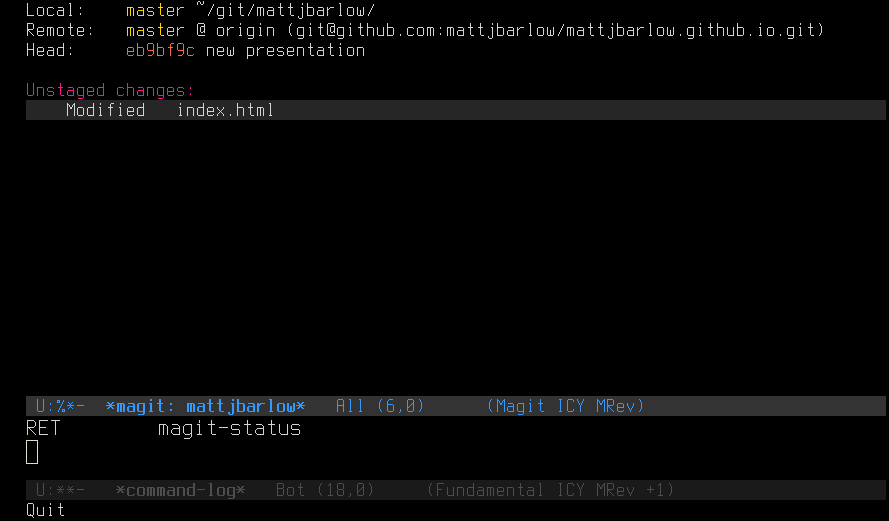 Local:    master ~/git/mattjbarlow/
Remote:   master @ origin (git@github.com:mattjbarlow/mattjbarlow.github.io.git)
Head:     eb9bf9c new presentation
Unstaged changes:
Modified   index.html
U:%*-  *magit: mattjbarlow*   All (6,0)      (Magit ICY MRev)
RET        magit-status
U:**-   *command-log*   Bot (18,0)     (Fundamental ICY MRev +1)
Quit